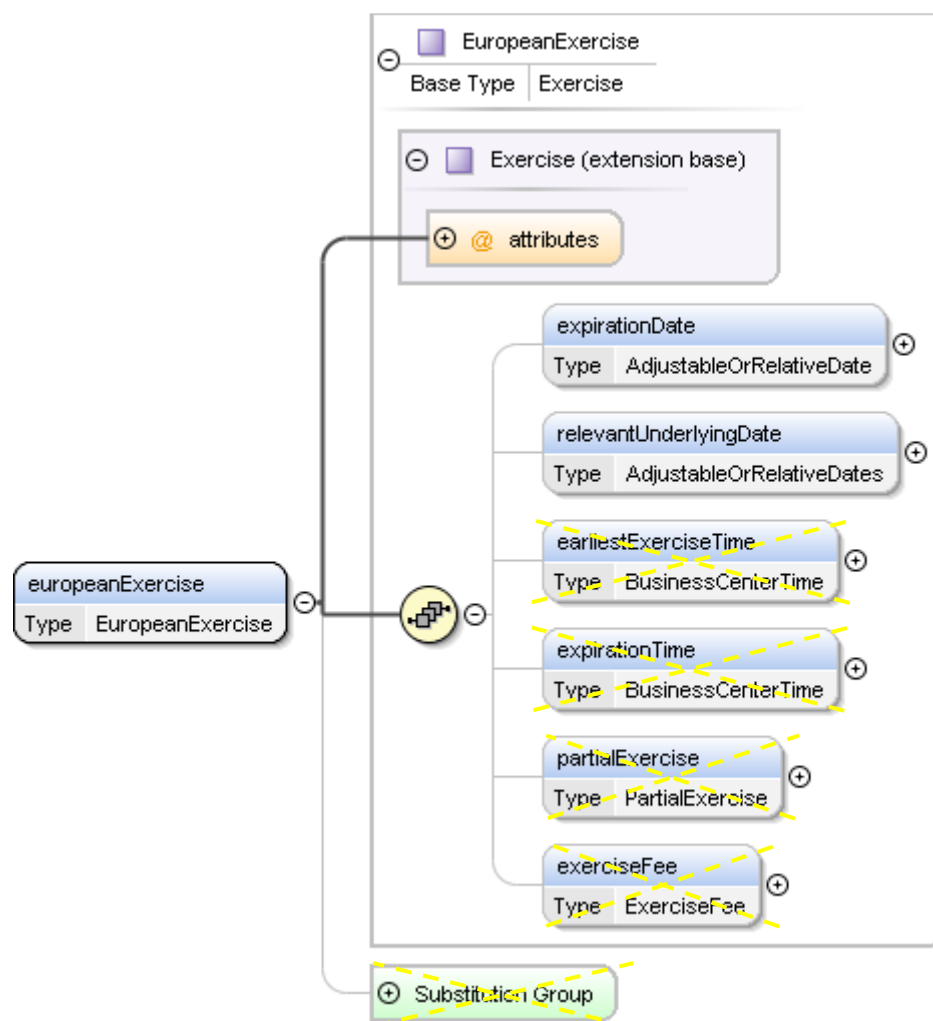 EuropeanExercise
Base Type Exercise
Exercise (extension base)
@ attributes
expirationDate
Type AdjustableOrRelativeDate
relevantUnderlyingDate
Type AdjustableOrRelativeDates
earliestExerciseTime
Type BusinessCenterTime
europeanExercise
Type EuropeanExercise
expirationTime
Type BusinessCenterTime
partialExercise
Type PartialExercise
exerciseFee
Type ExerciseFee
Substitution Group